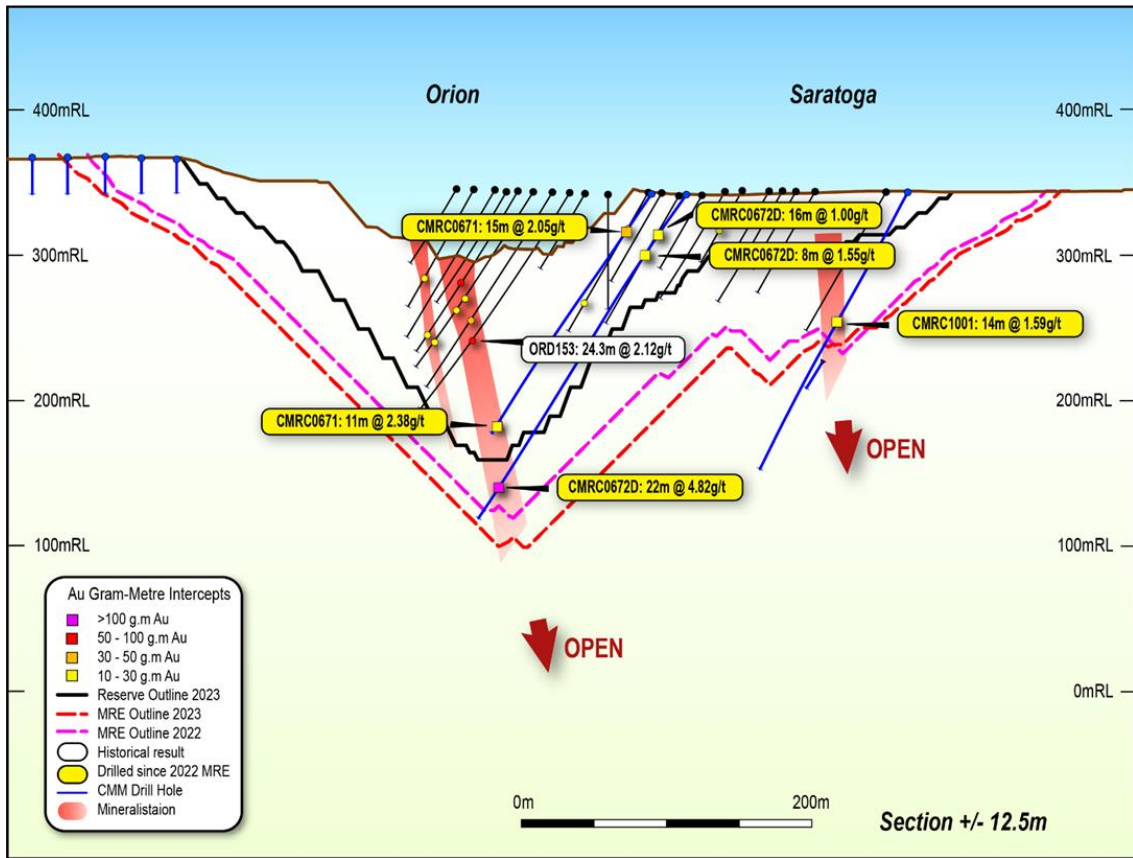 Orion
Saratoga
400mRL
400mRL
CMRC0671: 15m @ 2.05g/t
CMRC0672D: 16m @ 1.00g/t
300mRL
CMRC0672D: 8m @ 1.55g/t
300mRL
CMRC1001: 14m @ 1.59g/t
ORD153: 24.3m @ 2.12g/t
200mRL
200mRL
CMRC0671: 11m @ 2.38g/t
OPEN
CMRC0672D: 22m @ 4.82g/t
100mRL
100mRL
OPEN
0mRL
Au Gram-Metre Intercepts
>100 g.m Au
50 - 100 g.m Au
30 - 50 g.m Au
10 - 30 g.m Au
Reserve Outline 2023
MRE Outline 2023
MRE Outline 2022
Historical result
Drilled since 2022 MRE
CMM Drill Hole
Mineralistaion
0m
200m
Section +/- 12.5m